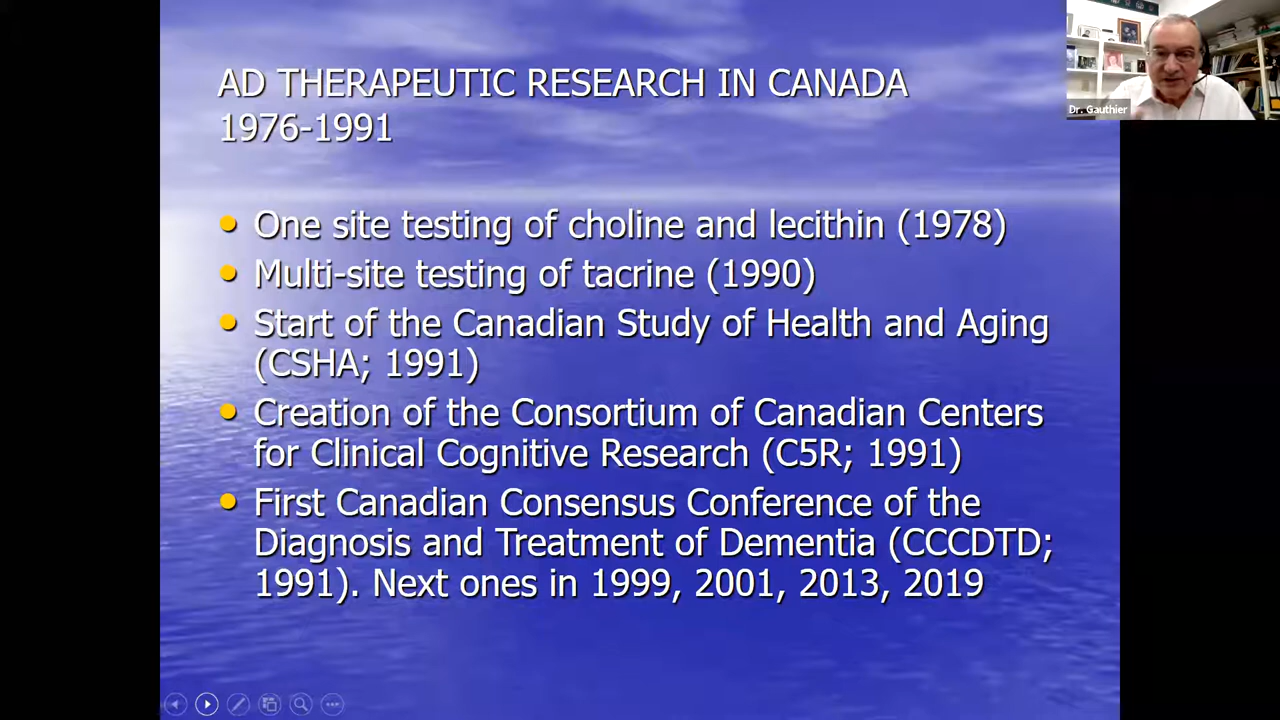 AD THERAPEUTIC RESEARCH IN CANADA
1976-1991
One site testing of choline and lecithin (1978)
Multi-site testing of tacrine (1990)
Start of the Canadian Study of Health and Aging
(CSHA; 1991)
Creation of the Consortium of Canadian Centers
for Clinical Cognitive Research (C5R; 1991)
First Canadian Consensus Conference of the
Diagnosis and Treatment of Dementia (CCCDTD;
1991). Next ones in 1999, 2001, 2013, 2019
Dr. Gauthier